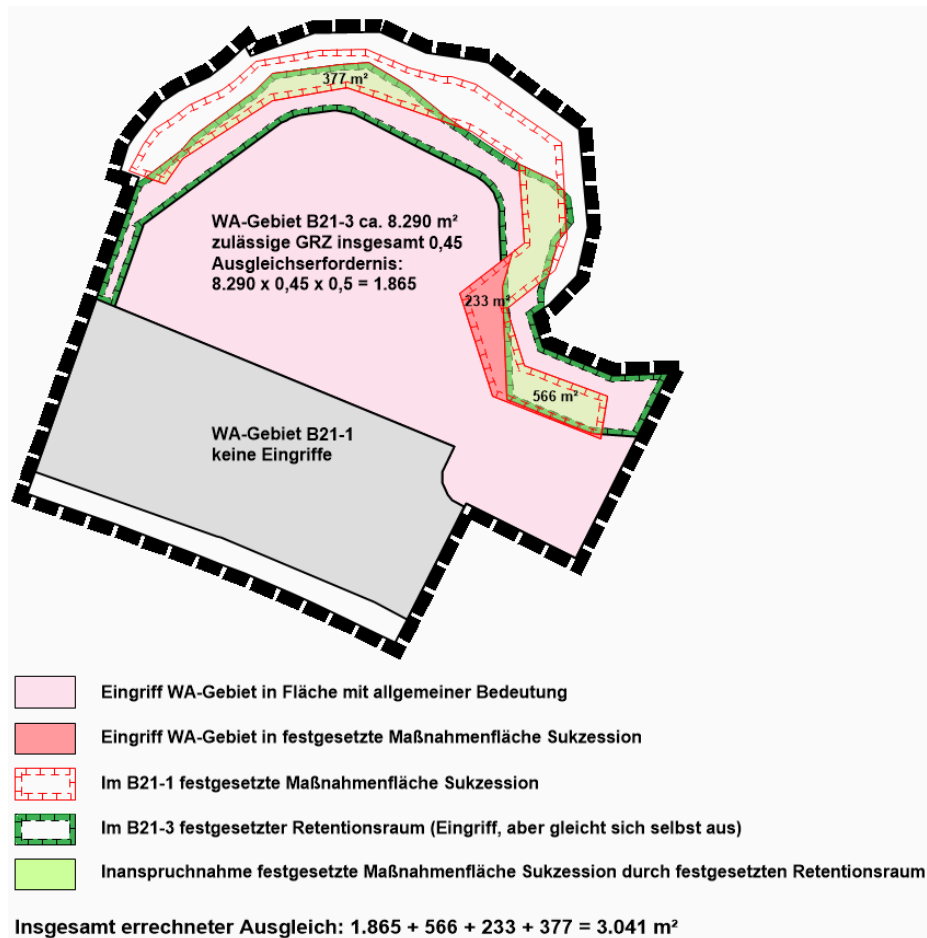 377 m²
WA-Gebiet B21-3 ca. 8.290 m²
zulässige GRZ insgesamt 0,45
Ausgleichserfordernis:
8.290 x 0,45 x 0,5 = 1.865
233 m²
566 m²
WA-Gebiet B21-1
keine Eingriffe
Eingriff WA-Gebiet in Fläche mit allgemeiner Bedeutung
Eingriff WA-Gebiet in festgesetzte Maßnahmenfläche Sukzession
Im B21-1 festgesetzte Maßnahmenfläche Sukzession
Im B21-3 festgesetzter Retentionsraum (Eingriff, aber gleicht sich selbst aus)
Inanspruchnahme festgesetzte Maßnahmenfläche Sukzession durch festgesetzten Retentionsraum
Insgesamt errechneter Ausgleich: 1.865 + 566 + 233 + 377 = 3.041 m²